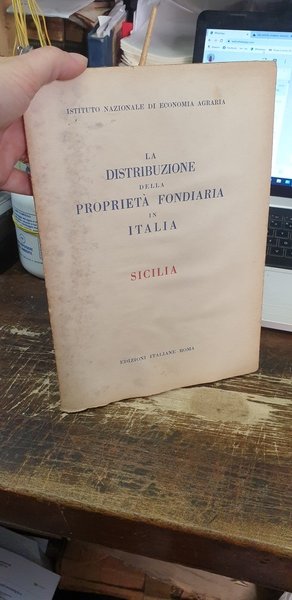 ISTITUTO NAZIONALE DI ECONOMIA AGRARIA
LA
DISTRIBUZIONE
DELLA
PROPRIETÀ FONDIARIA
IN
ITALIA
SICILIA
EDIZIONI ITALIANE ROMA